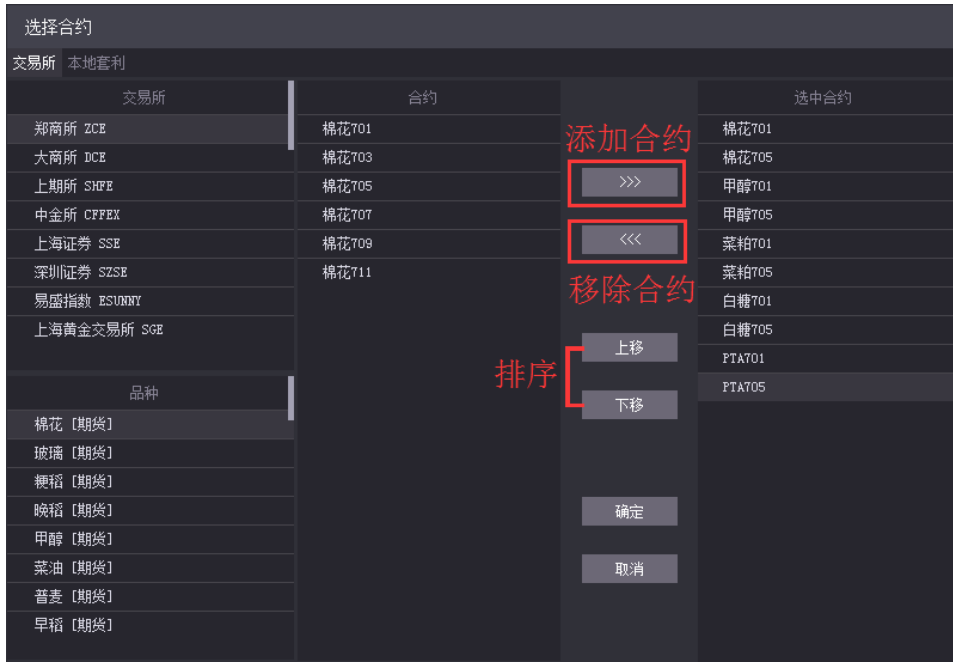 选择合约
交易所 本地套利
交易所
郑商所 ZCE
大商所 DCE
上期所 SHFE
中金所 CFFEX
上海证券 SSE
深圳证券 SZSE
易盛指数 ESUNNY
上海黄金交易所 SGE
品种
棉花 [期货]
玻璃 [期货]
粳稻 [期货]
晚稻 [期货]
甲醇 [期货]
菜油 [期货]
普麦 [期货]
早稻 [期货]
合约
棉花701
棉花703
棉花705
棉花707
棉花709
棉花711
添加合约
>>>
<<<
移除合约
排序
上移
下移
确定
取消
选中合约
棉花701
棉花705
甲醇701
甲醇705
菜粕701
菜粕705
白糖701
白糖705
PTA701
PTA705